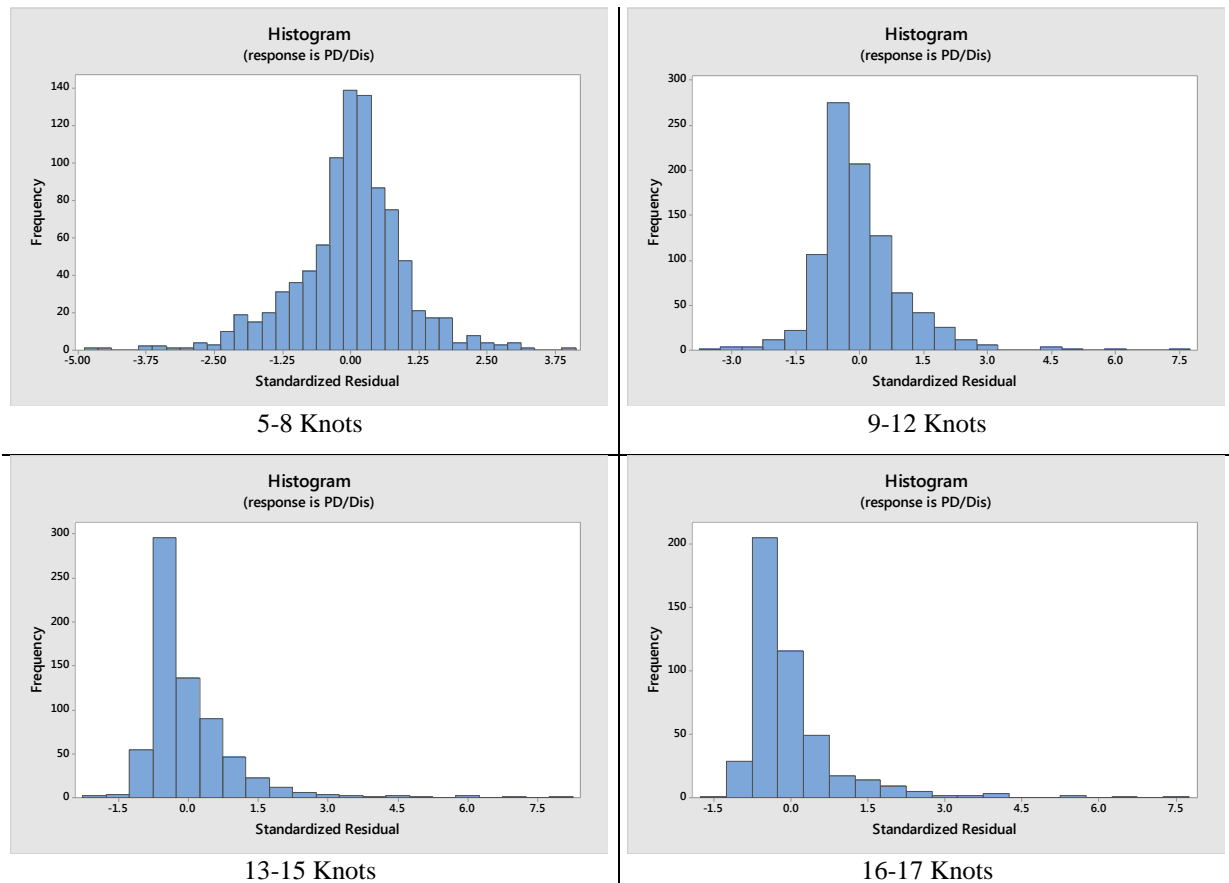 Histogram
(response is PD/Dis)
140
120
100
80
60
40
20
0
Frequency
-5.00 -3.75 -2.50 -1.25 0.00 1.25 2.50 3.75
Standardized Residual
5-8 Knots
Histogram
(response is PD/Dis)
300
250
200
150
100
50
0
Frequency
-3.0 -1.5 0.0 1.5 3.0 4.5 6.0 7.5
Standardized Residual
9-12 Knots
Histogram
(response is PD/Dis)
300
250
200
150
100
50
0
Frequency
-1.5 0.0 1.5 3.0 4.5 6.0 7.5
Standardized Residual
13-15 Knots
Histogram
(response is PD/Dis)
200
150
100
50
0
Frequency
-1.5 0.0 1.5 3.0 4.5 6.0 7.5
Standardized Residual
16-17 Knots